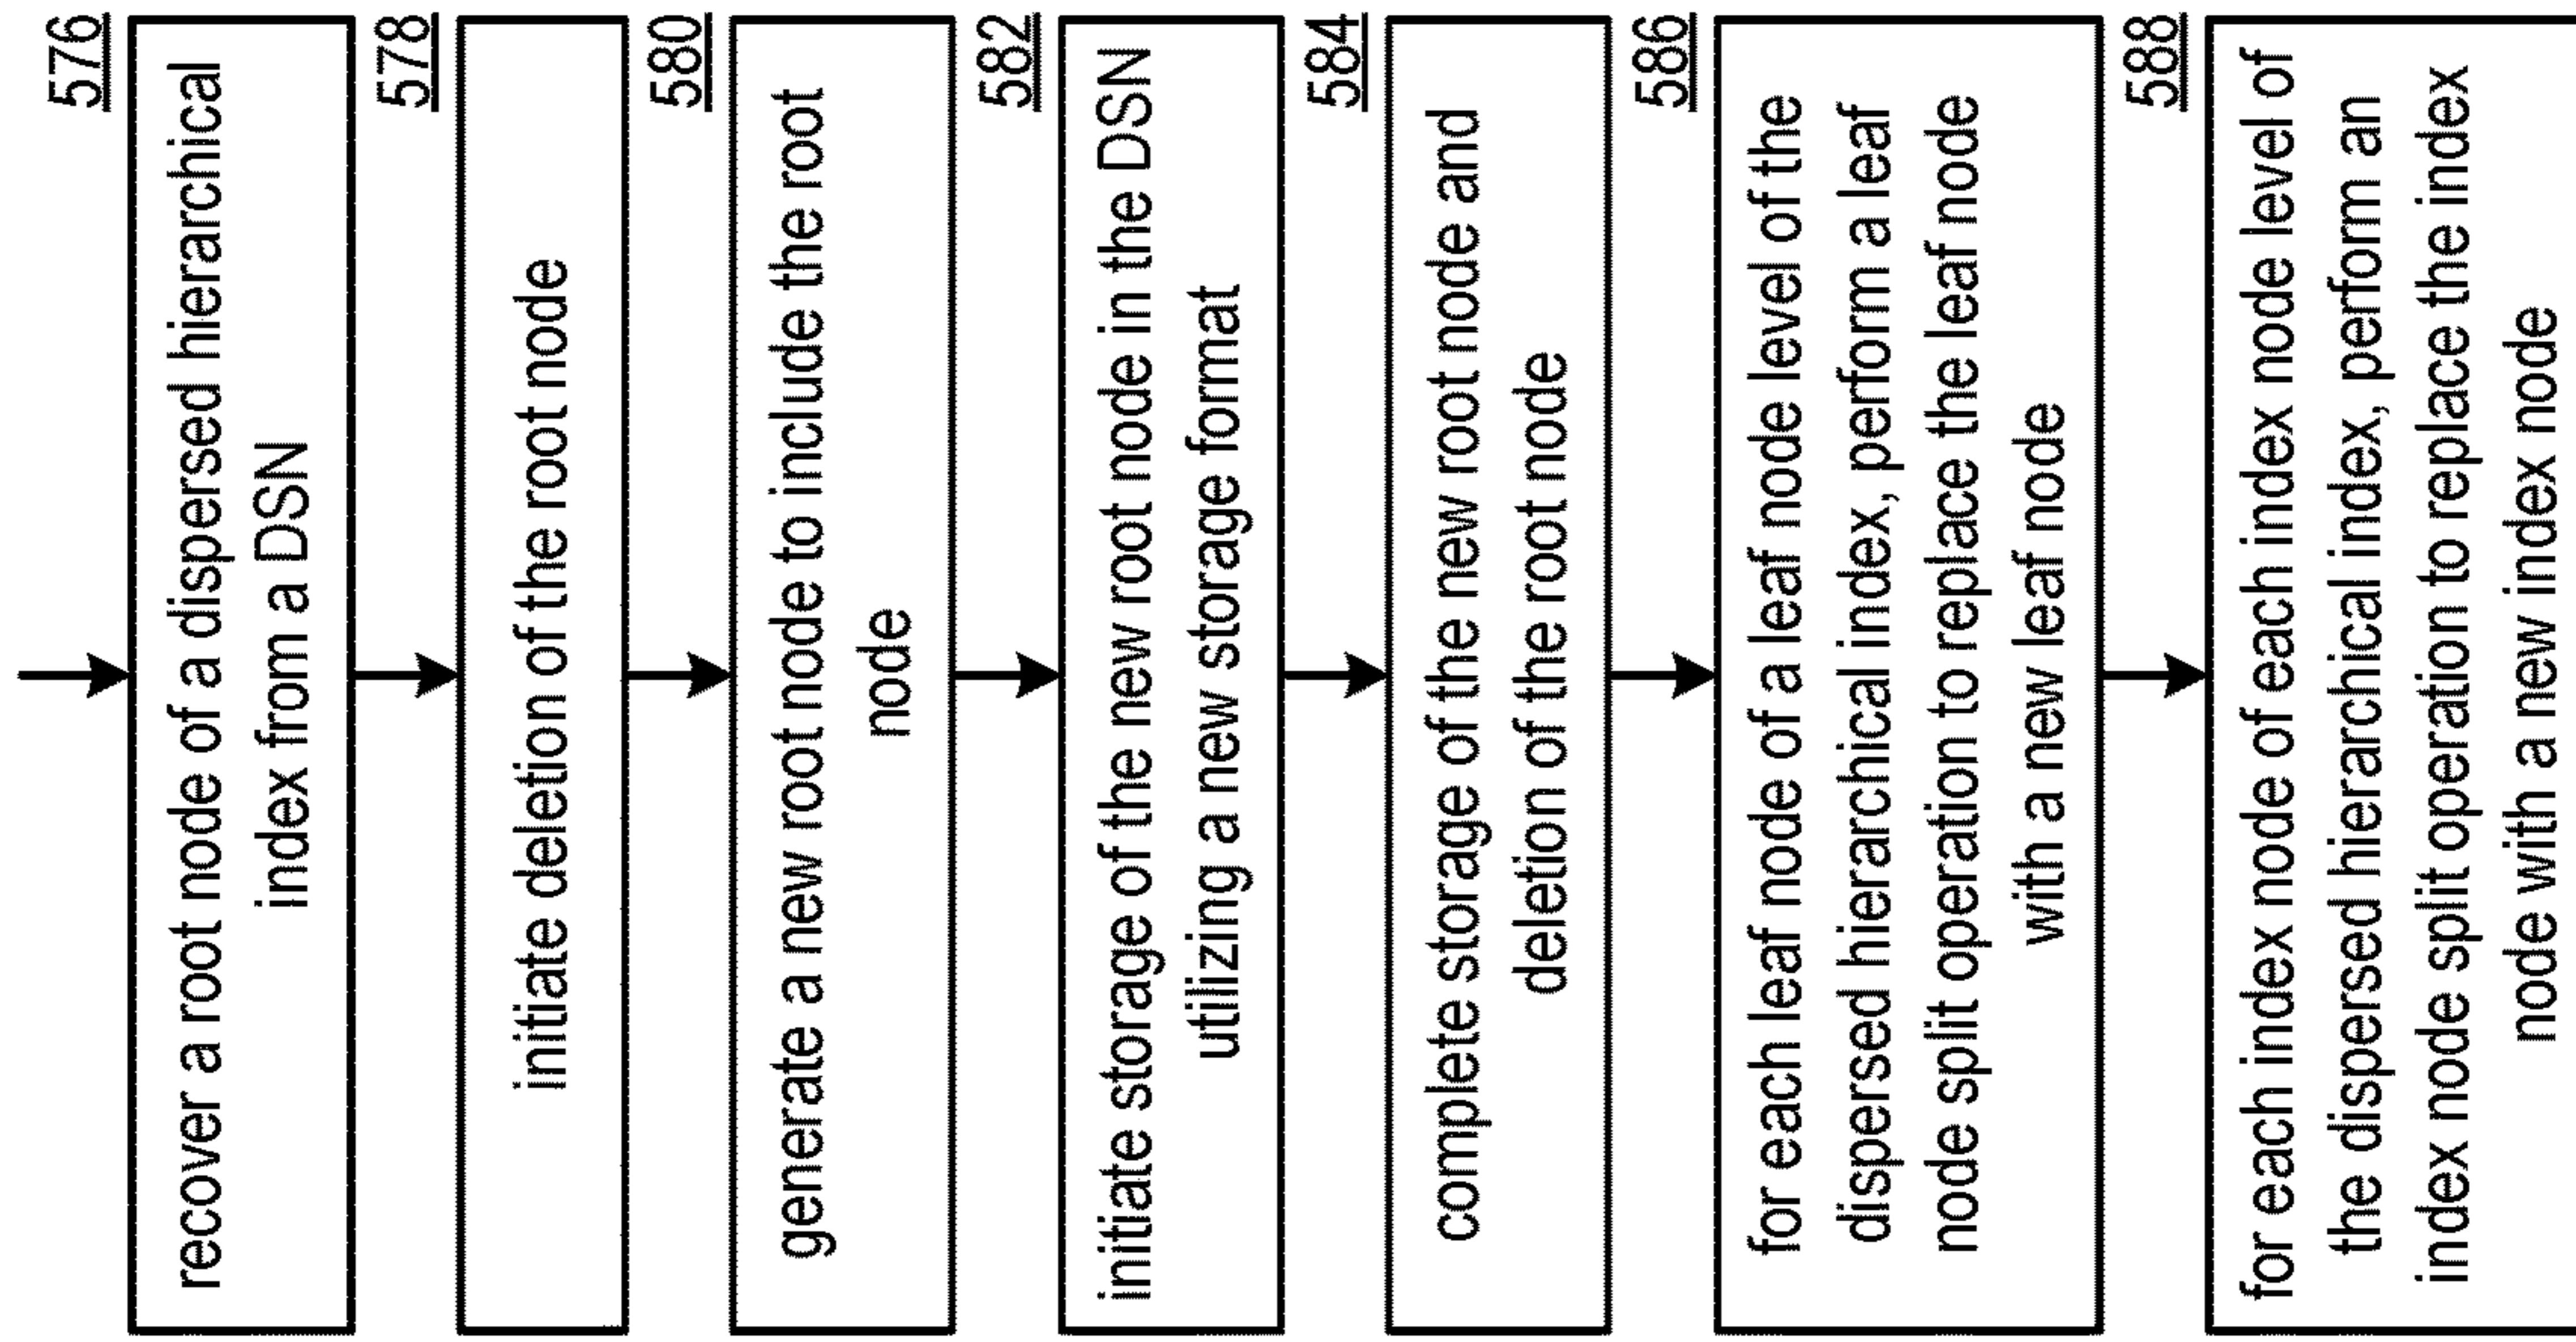 576
recover a root node of a dispersed hierarchical
index from a DSN
578
initiate deletion of the root node
580
generate a new root node to include the root
node
582
initiate storage of the new root node in the DSN
utilizing a new storage format
584
complete storage of the new root node and
deletion of the root node
586
for each leaf node of a leaf node level of the
dispersed hierarchical index, perform a leaf
node split operation to replace the leaf node
with a new leaf node
588
for each index node of each index node level of
the dispersed hierarchical index, perform an
index node split operation to replace the index
node with a new index node